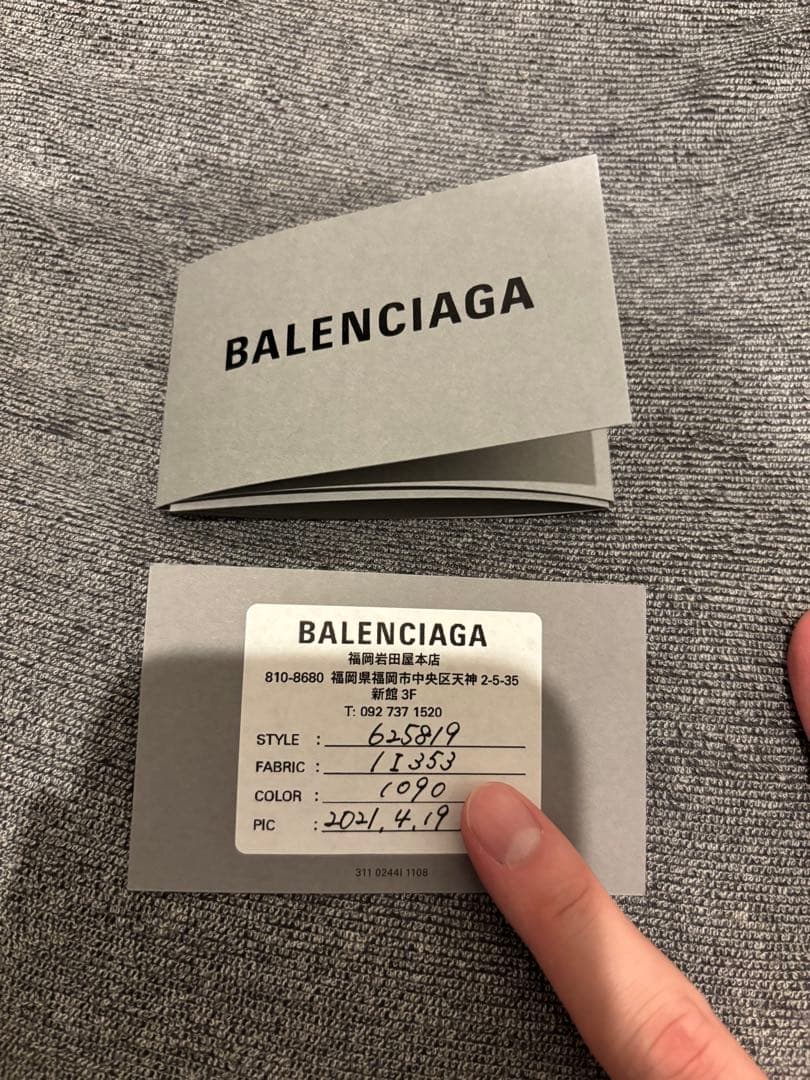 BALENCIAGA
BALENCIAGA
福岡岩田屋本店
810-8680 福岡県福岡市中央区天神 2-5-35
新館 3F
T: 092 737 1520
STYLE : 625819
FABRIC : 1I353
COLOR : 1090
PIC : 2021.4.19
311 0244i 1108